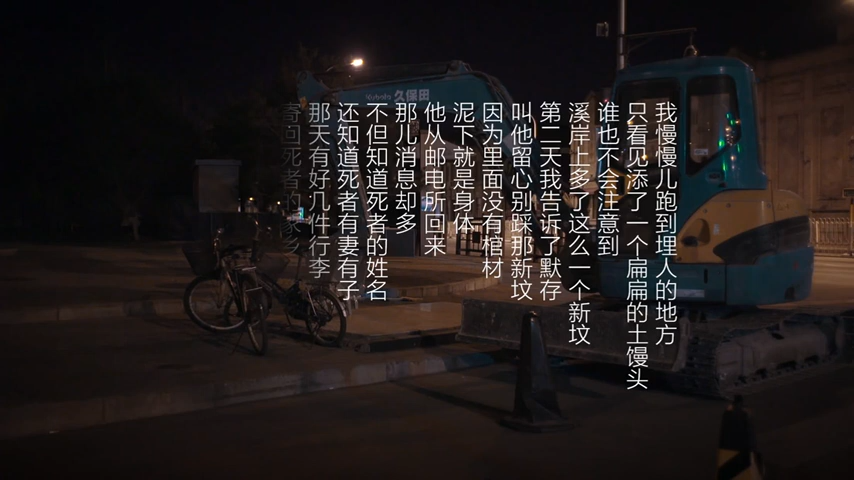 我慢慢儿跑到埋人的地方
只看见添了一个扁扁的土馒头
谁也不会注意到
溪岸上多了这么一个新坟
第二天我告诉了默存
叫他留心别踩那新坟
因为里面没有棺材
泥下就是身体
他从邮电所回来
那儿消息却多
不但知道死者的姓名
还知道死者有妻有子
那天有好几件行李
寄回死者的家乡
Kubota 久保田